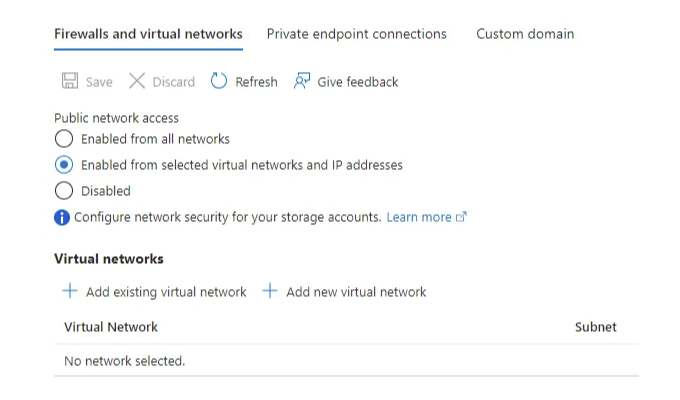 Firewalls and virtual networks Private endpoint connections Custom domain
Save Discard Refresh Give feedback
Public network access
Enabled from all networks
Enabled from selected virtual networks and IP addresses
Disabled
Configure network security for your storage accounts. Learn more
Virtual networks
Add existing virtual network Add new virtual network
Virtual Network Subnet
No network selected.